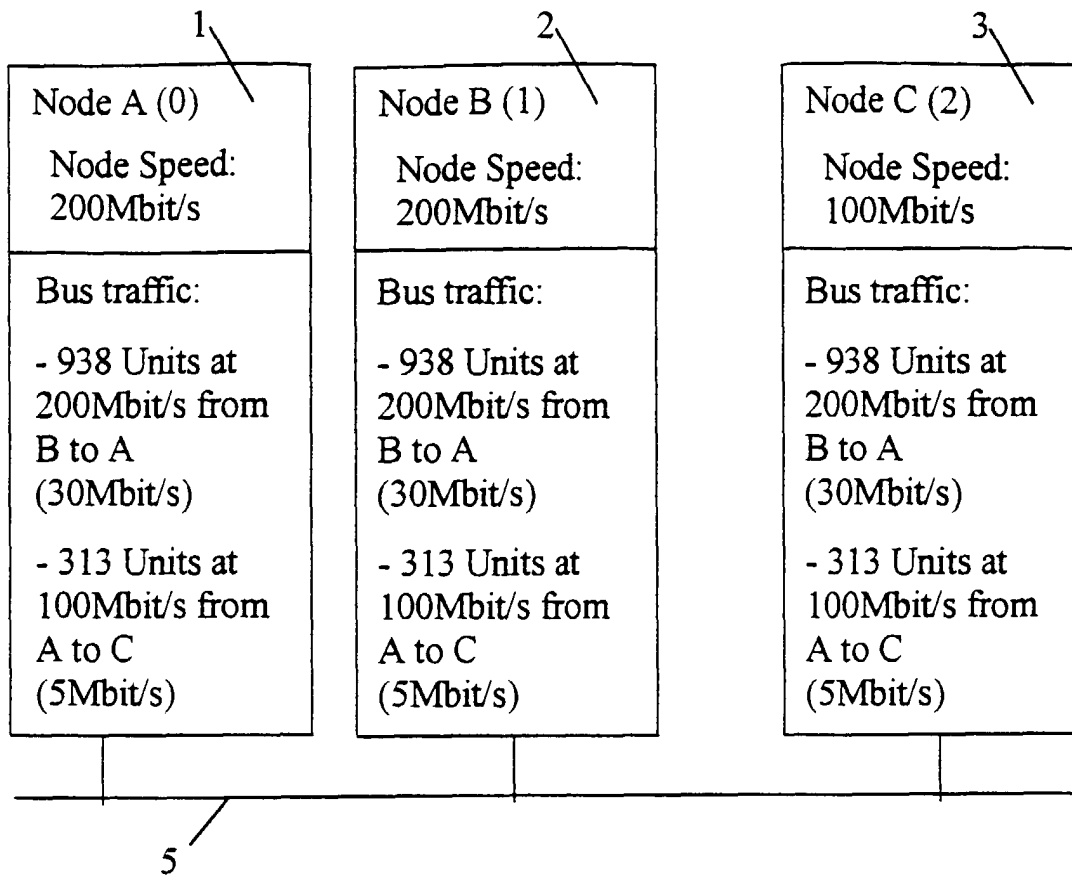 1
2
3
Node A (0)
Node Speed:
200Mbit/s
Bus traffic:
- 938 Units at
200Mbit/s from
B to A
(30Mbit/s)
- 313 Units at
100Mbit/s from
A to C
(5Mbit/s)
Node B (1)
Node Speed:
200Mbit/s
Bus traffic:
- 938 Units at
200Mbit/s from
B to A
(30Mbit/s)
- 313 Units at
100Mbit/s from
A to C
(5Mbit/s)
Node C (2)
Node Speed:
100Mbit/s
Bus traffic:
- 938 Units at
200Mbit/s from
B to A
(30Mbit/s)
- 313 Units at
100Mbit/s from
A to C
(5Mbit/s)
5